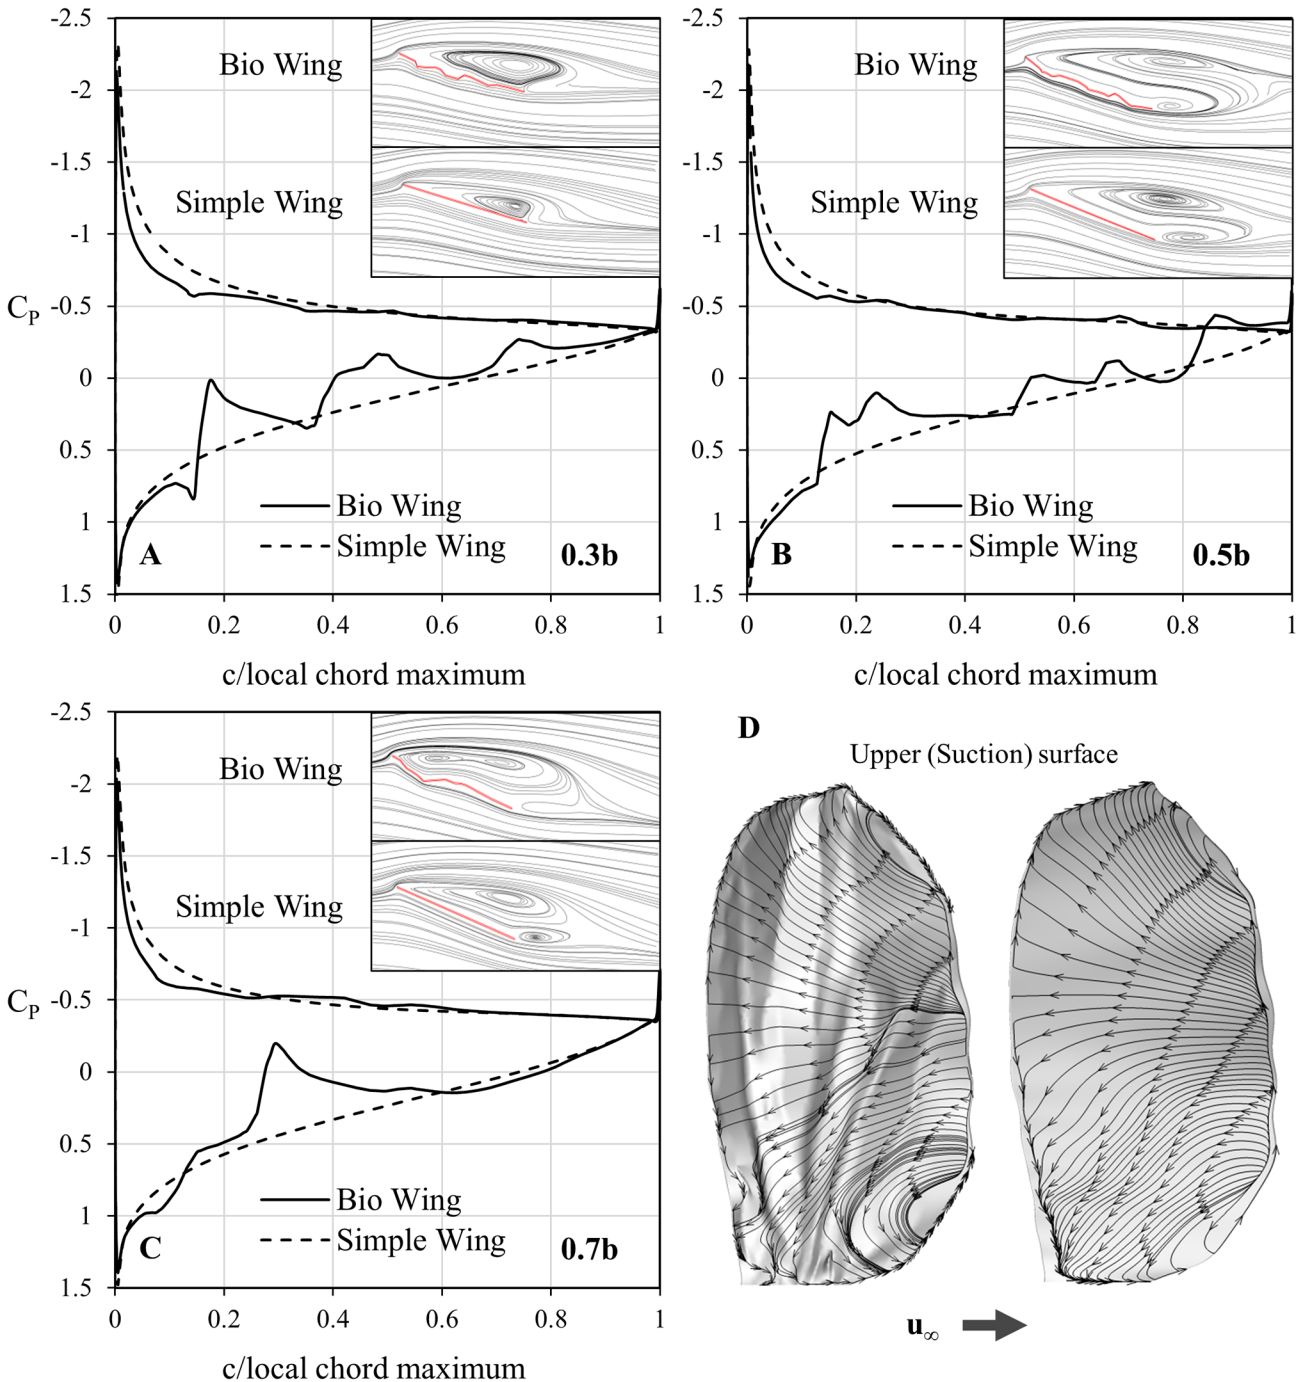 -2.5
-2
-1.5
-1
-0.5
0
0.5
1
1.5
C_P
Bio Wing
Simple Wing
Bio Wing
Simple Wing
A
0.3b
0 0.2 0.4 0.6 0.8 1
c/local chord maximum
-2.5
-2
-1.5
-1
-0.5
0
0.5
1
1.5
Bio Wing
Simple Wing
Bio Wing
Simple Wing
B
0.5b
0 0.2 0.4 0.6 0.8 1
c/local chord maximum
-2.5
-2
-1.5
-1
-0.5
0
0.5
1
1.5
C_P
Bio Wing
Simple Wing
Bio Wing
Simple Wing
C
0.7b
0 0.2 0.4 0.6 0.8 1
c/local chord maximum
D
Upper (Suction) surface
u∞